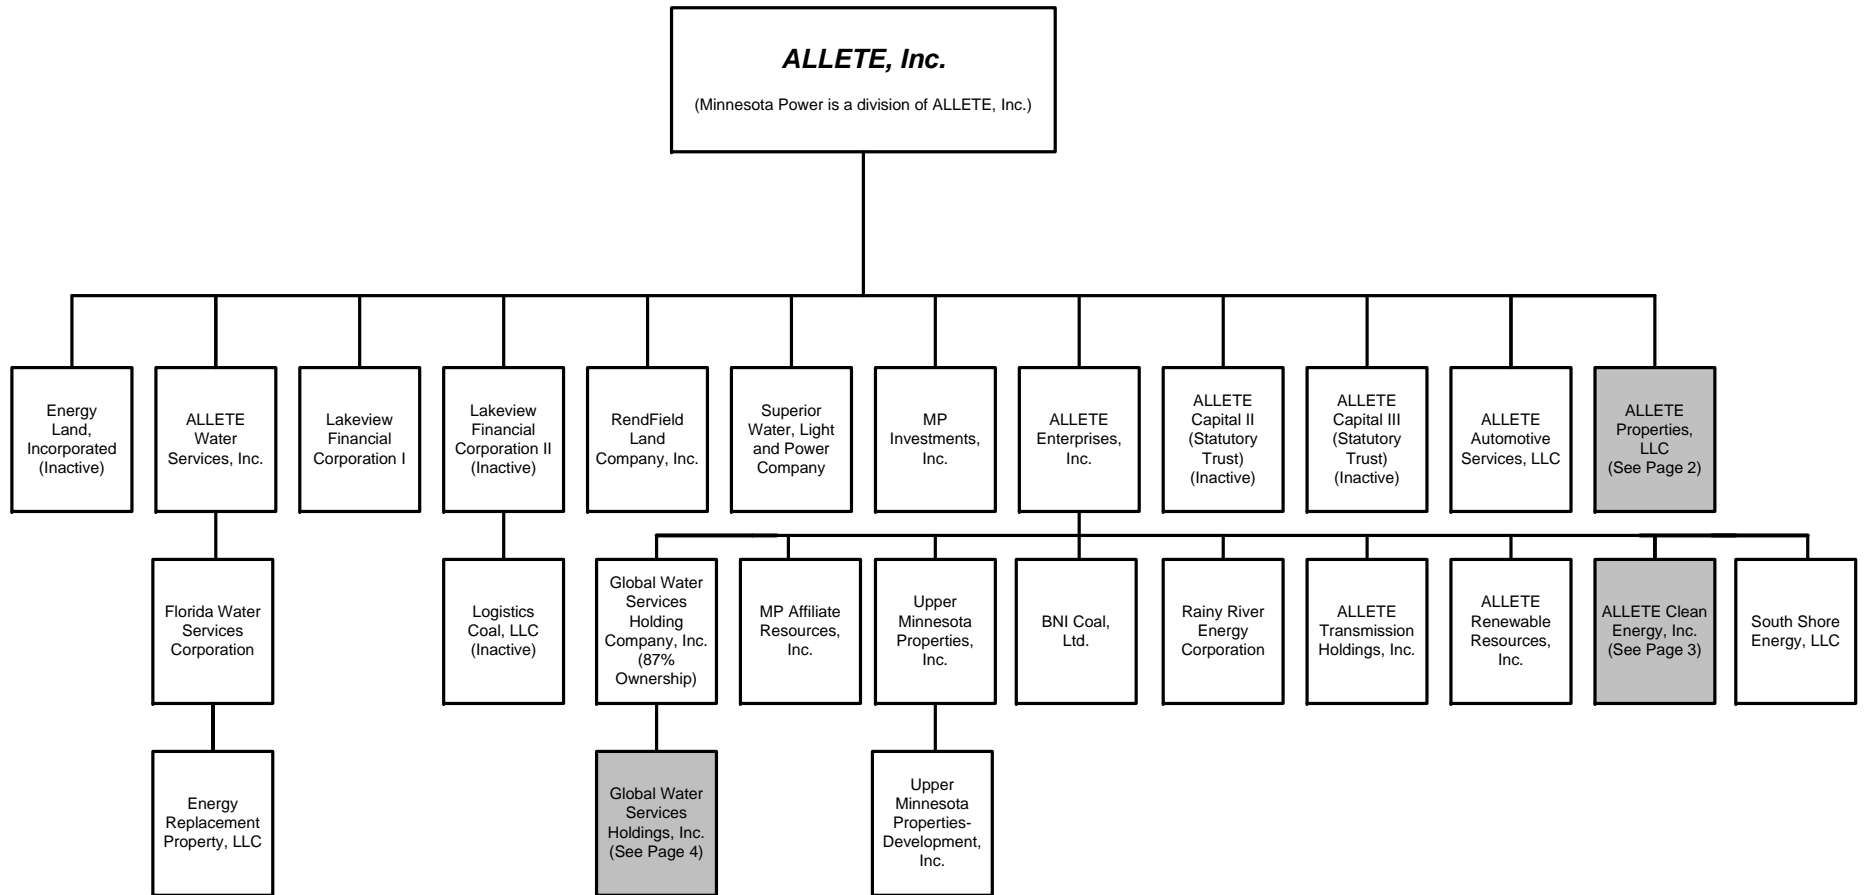 ALLETE, Inc.
(Minnesota Power is a division of ALLETE, Inc.)
Energy
Land,
Incorporated
(Inactive)
ALLETE
Water
Services, Inc.
Lakeview
Financial
Corporation I
Lakeview
Financial
Corporation II
(Inactive)
RendField
Land
Company, Inc.
Superior
Water, Light
and Power
Company
MP
Investments,
Inc.
ALLETE
Enterprises,
Inc.
ALLETE
Capital II
(Statutory
Trust)
(Inactive)
ALLETE
Capital III
(Statutory
Trust)
(Inactive)
ALLETE
Automotive
Services, LLC
ALLETE
Properties,
LLC
(See Page 2)
Florida Water
Services
Corporation
Logistics
Coal, LLC
(Inactive)
Global Water
Services
Holding
Company, Inc.
(87%
Ownership)
MP Affiliate
Resources,
Inc.
Upper
Minnesota
Properties,
Inc.
BNI Coal,
Ltd.
Rainy River
Energy
Corporation
ALLETE
Transmission
Holdings, Inc.
ALLETE
Renewable
Resources,
Inc.
ALLETE Clean
Energy, Inc.
(See Page 3)
South Shore
Energy, LLC
Energy
Replacement
Property, LLC
Global Water
Services
Holdings, Inc.
(See Page 4)
Upper
Minnesota
Properties-
Development,
Inc.